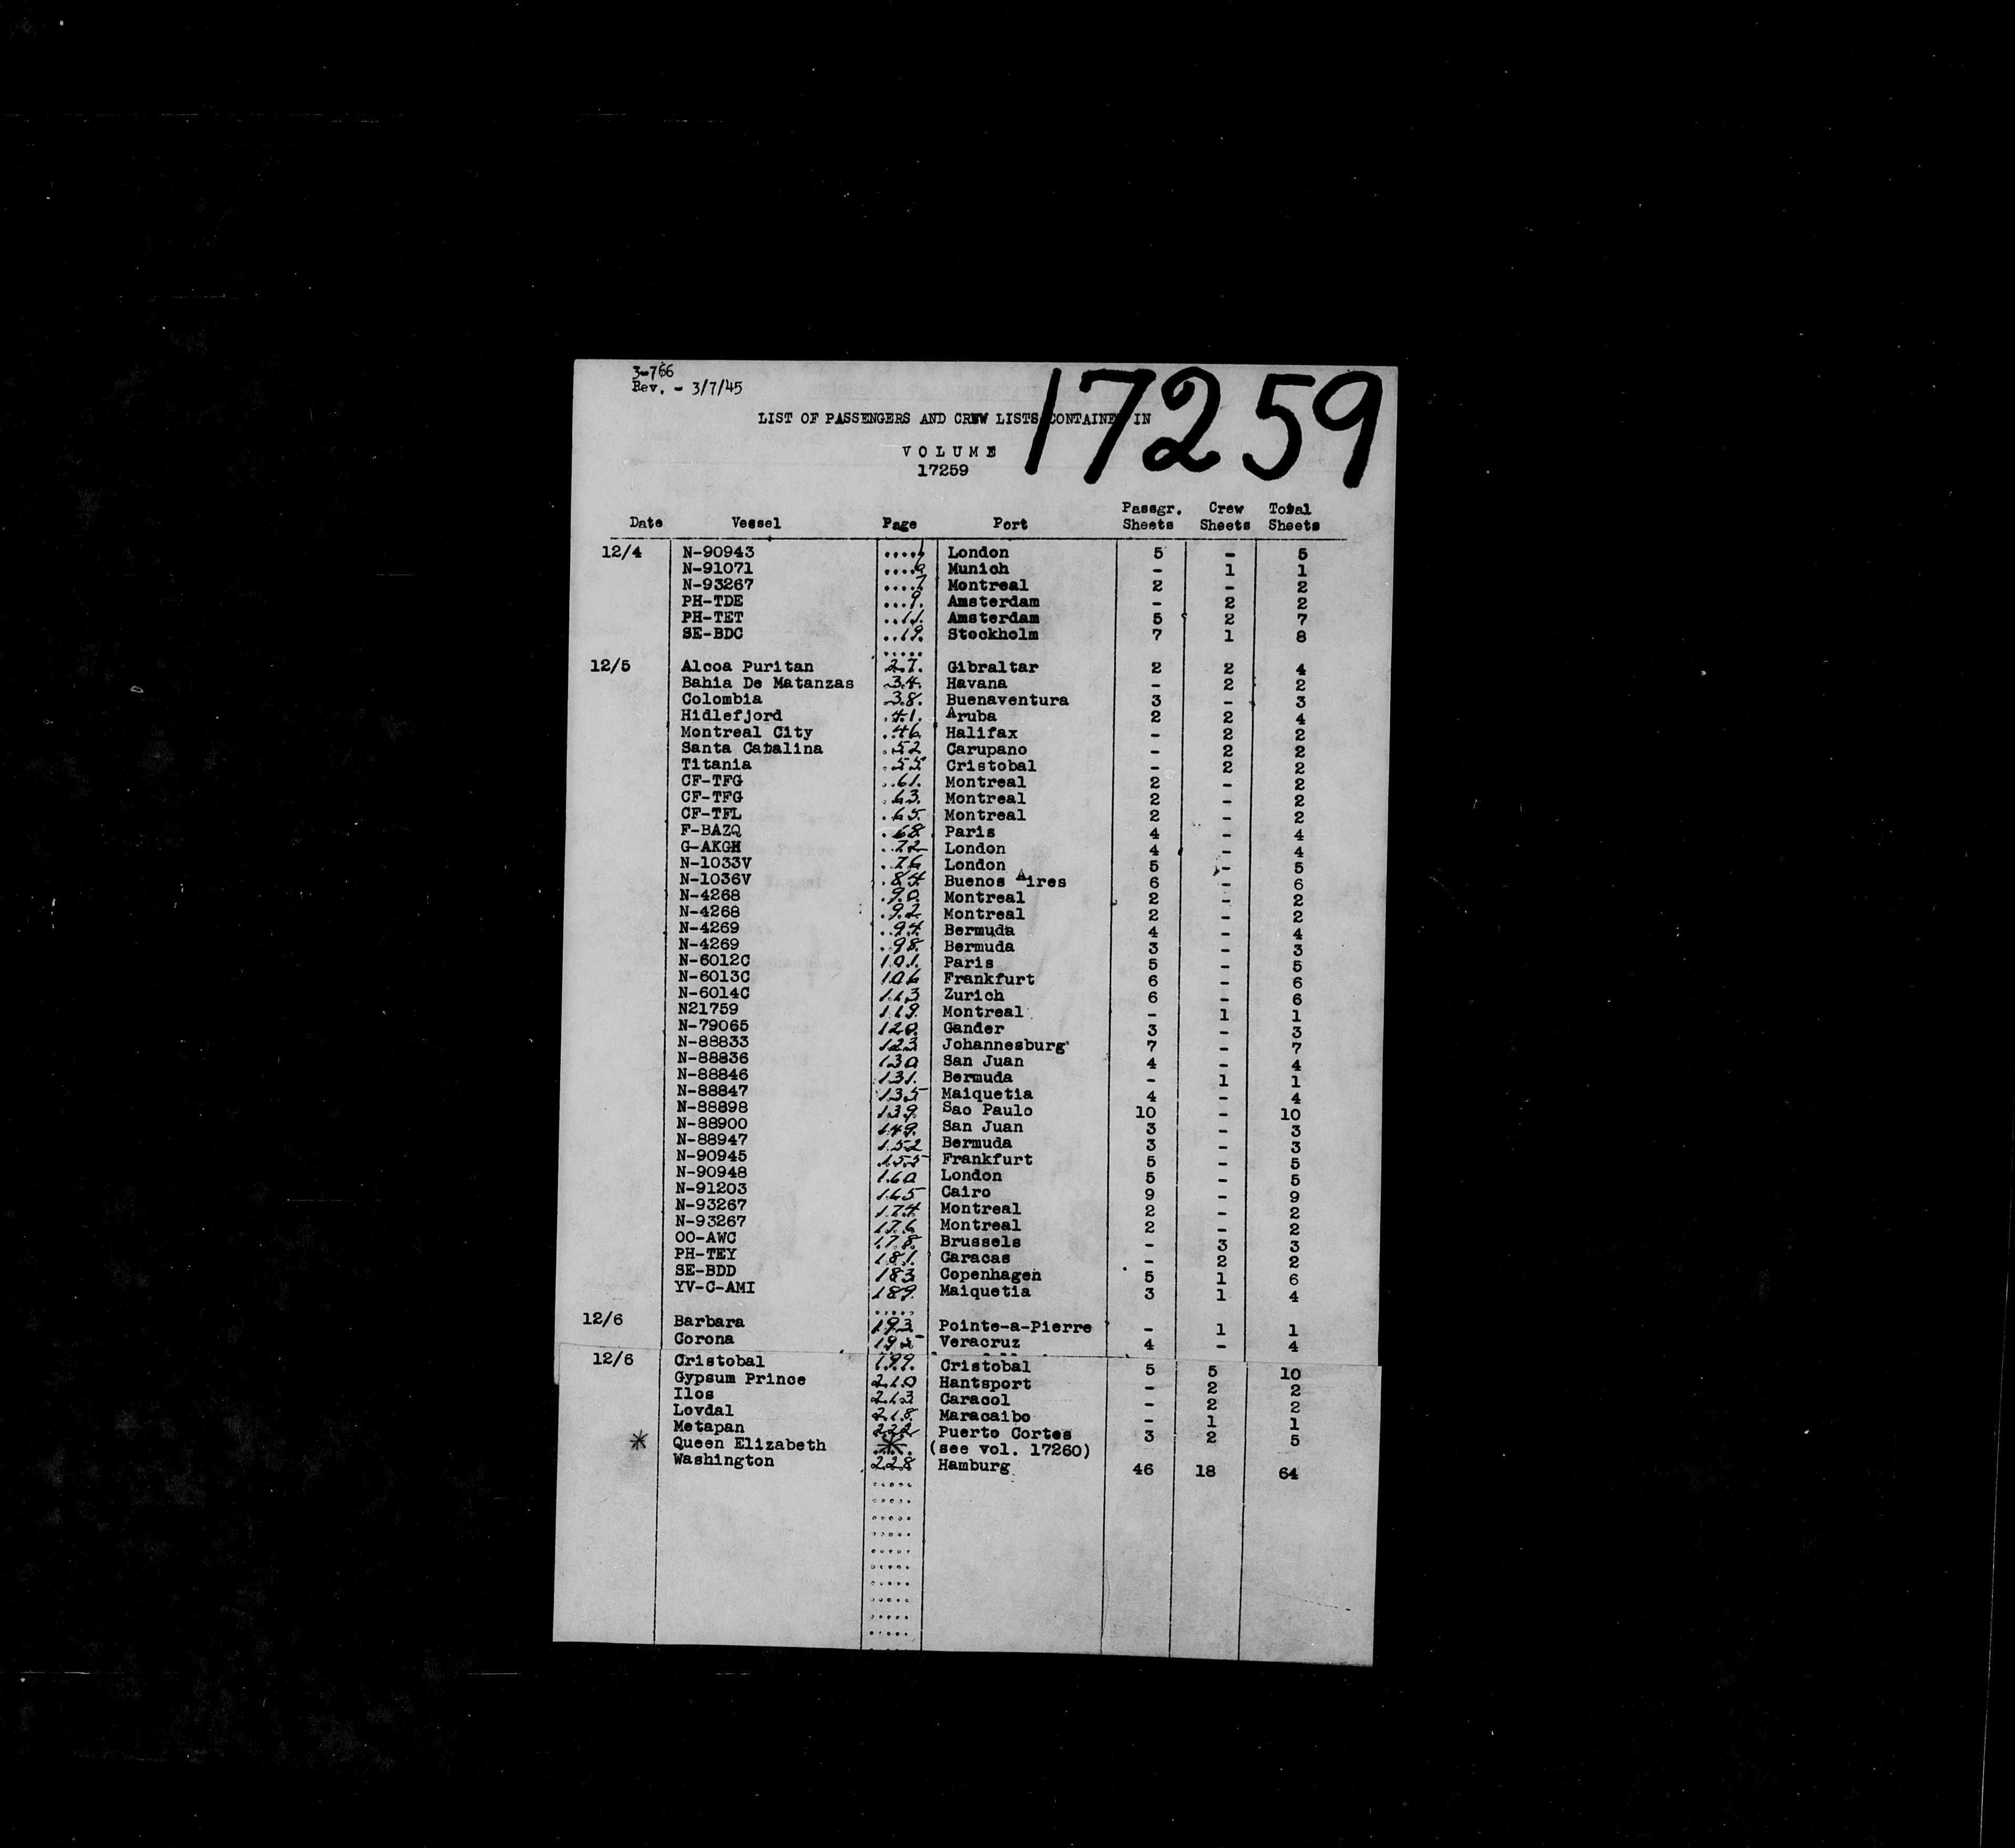 3-766
Rev. - 3/7/45
17259
LIST OF PASSENGERS AND CREW LISTS CONTAINED IN
VOLUME
17259
Date Vessel Page Port Passgr. Sheets Crew Sheets Total Sheets
12/4 N-90943 1 London 5 - 5
N-91071 Munich - 1 1
N-93267 7 Montreal 2 - 2
PH-TDE 9 Amsterdam - 2 2
PH-TET 11 Amsterdam 5 2 7
SE-BDC 19 Stockholm 7 1 8
12/5 Alcoa Puritan 27 Gibraltar 2 2 4
Bahia De Matanzas 34 Havana - 2 2
Colombia 38 Buenaventura 3 - 3
Hidlefjord 41 Aruba 2 2 4
Montreal City 46 Halifax - 2 2
Santa Catalina 52 Carupano - 2 2
Titania 55 Cristobal - 2 2
CF-TFG 61 Montreal 2 - 2
CF-TFG 63 Montreal 2 - 2
CF-TFL 65 Montreal 2 - 2
F-BAZQ 68 Paris 4 - 4
G-AKGH 72 London 4 - 4
N-1033V 76 London 5 - 5
N-1036V 84 Buenos Aires 6 - 6
N-4268 90 Montreal 2 - 2
N-4268 92 Montreal 2 - 2
N-4269 94 Bermuda 4 - 4
N-4269 98 Bermuda 3 - 3
N-6012C 101 Paris 5 - 5
N-6013C 106 Frankfurt 6 - 6
N-6014C 113 Zurich 6 - 6
N21759 119 Montreal - 1 1
N-79065 120 Gander 3 - 3
N-88833 123 Johannesburg 7 - 7
N-88836 130 San Juan 4 - 4
N-88846 131 Bermuda - 1 1
N-88847 135 Maiquetia 4 - 4
N-88898 139 Sao Paulo 10 - 10
N-88900 149 San Juan 3 - 3
N-88947 152 Bermuda 3 - 3
N-90945 155 Frankfurt 5 - 5
N-90948 160 London 5 - 5
N-91203 165 Cairo 9 - 9
N-93267 174 Montreal 2 - 2
N-93267 176 Montreal 2 - 2
OO-AWC 178 Brussels - 3 3
PH-TEY 181 Caracas - 2 2
SE-BDD 183 Copenhagen 5 1 6
YV-C-AMI 189 Maiquetia 3 1 4
12/6 Barbara 193 Pointe-a-Pierre - 1 1
Corona 195 Veracruz 4 - 4
12/6 Cristobal 199 Cristobal 5 5 10
Gypsum Prince 210 Hantsport - 2 2
Ilos 213 Caracol - 2 2
Lovdal 218 Maracaibo - 1 1
Metapan 222 Puerto Cortes 3 2 5
* Queen Elizabeth * (see vol. 17260)
Washington 228 Hamburg 46 18 64